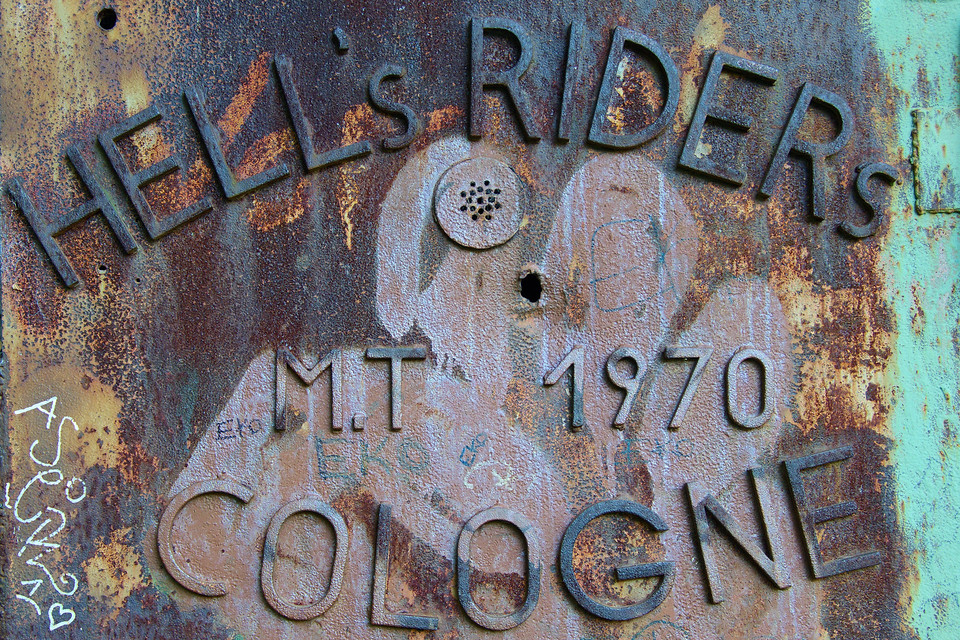 HELL's RIDERs
M.T 1970
EKO
EKO
COLOGNE